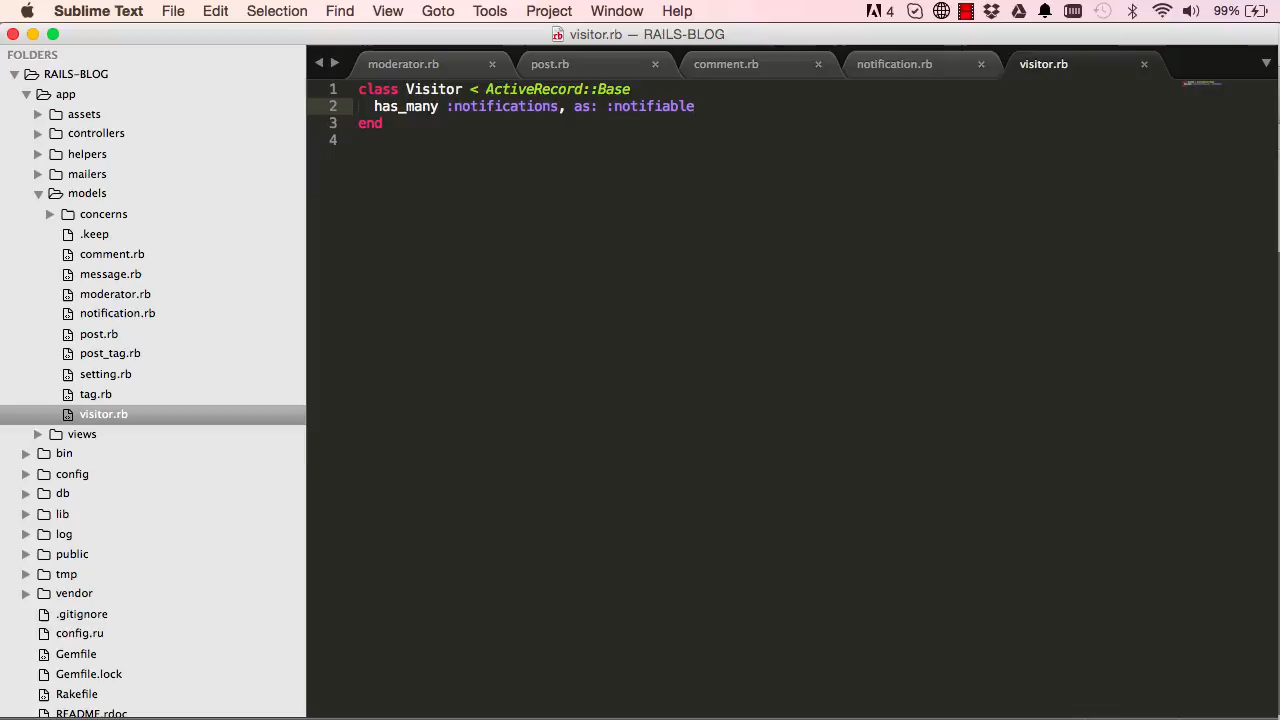 Sublime Text File Edit Selection Find View Goto Tools Project Window Help 4 99%
visitor.rb — RAILS-BLOG
FOLDERS
RAILS-BLOG
app
assets
controllers
helpers
mailers
models
concerns
.keep
comment.rb
message.rb
moderator.rb
notification.rb
post.rb
post_tag.rb
setting.rb
tag.rb
visitor.rb
views
bin
config
db
lib
log
public
tmp
vendor
.gitignore
config.ru
Gemfile
Gemfile.lock
Rakefile
README.rdoc
moderator.rb post.rb comment.rb notification.rb visitor.rb
1 class Visitor < ActiveRecord::Base
2 has_many :notifications, as: :notifiable
3 end
4